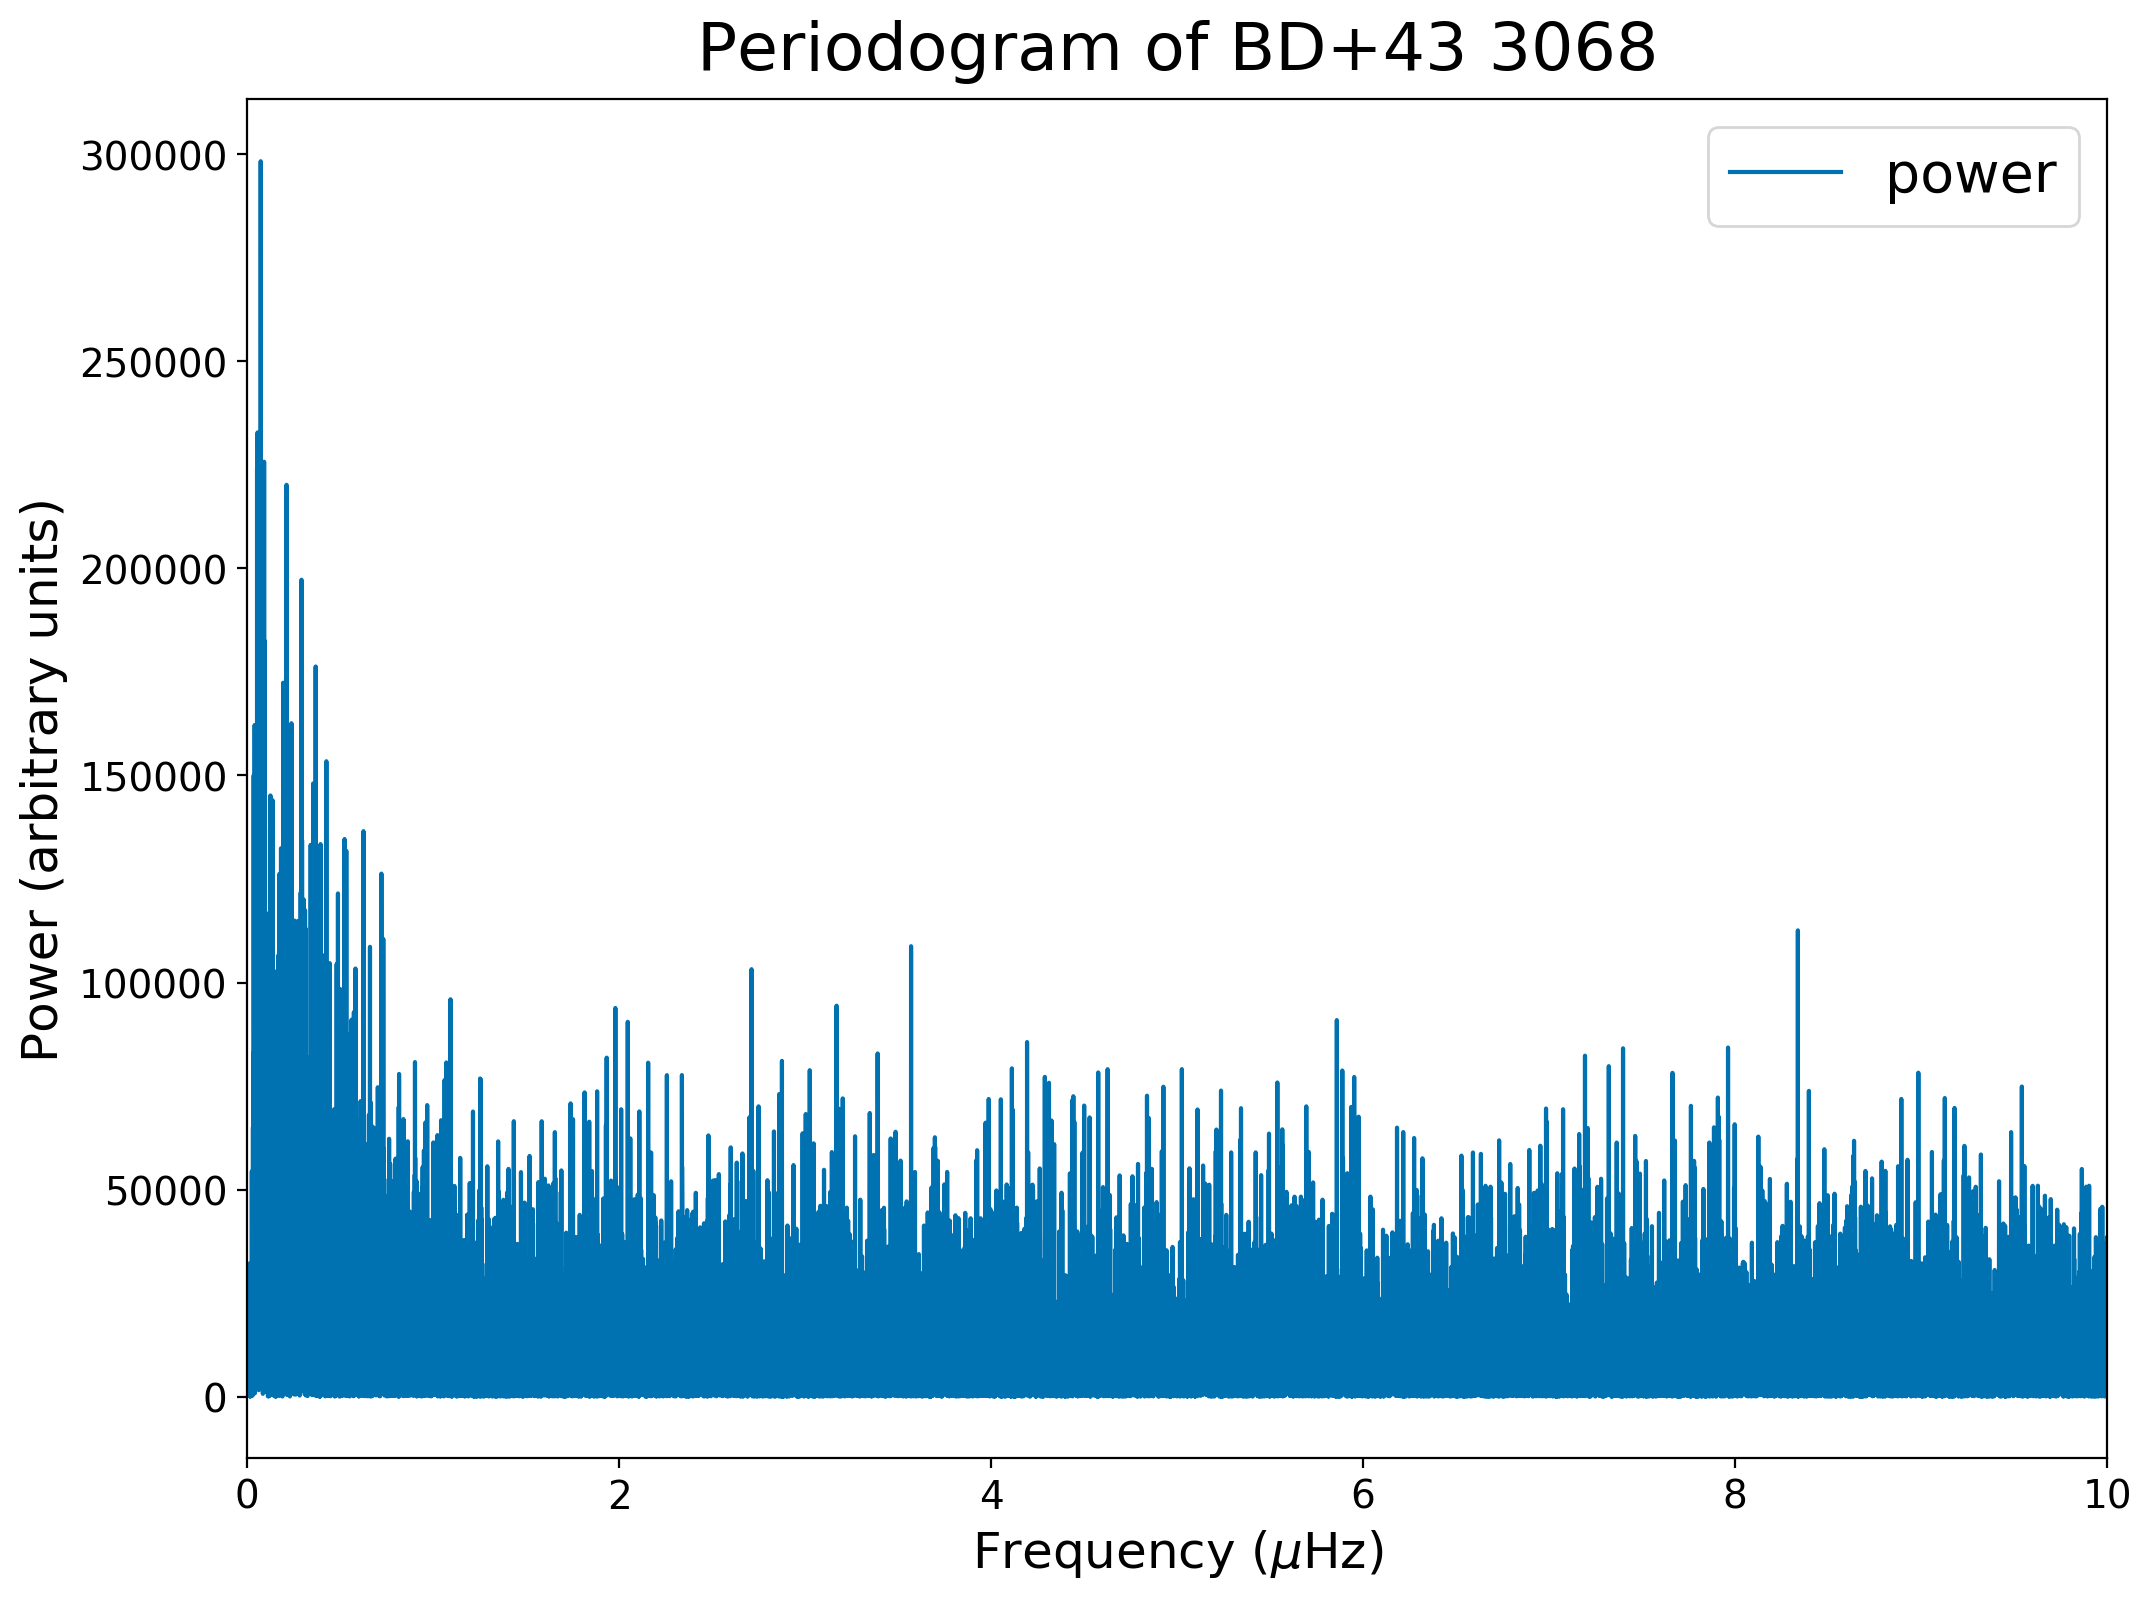 Periodogram of BD+43 3068
power
Power (arbitrary units)
300000
250000
200000
150000
100000
50000
0
0 2 4 6 8 10
Frequency (μHz)